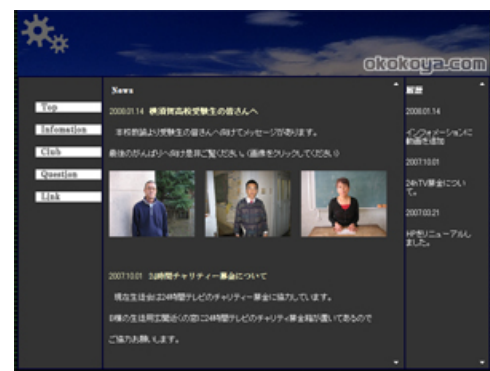 okokoya.com
Top
Infomation
Club
Question
Link
News
2008.01.14 横須賀高校受験生の皆さんへ
本校教諭より受験生の皆さんへ向けてメッセージがあります。
最後のがんばりへ向け是非ご覧ください。(画像をクリックしてください)
2007.10.01 24時間チャリティー募金について
現在生活会は24時間テレビのチャリティー募金に協力しています。
B棟の生徒用玄関近くの窓に24時間テレビのチャリティ募金箱が置いてあるので
ご協力お願いします。
履歴
2008.01.14
インフォメーションに
動画を追加
2007.10.01
24hTV募金につい
て。
2007.03.21
HPをリニューアルし
ました。